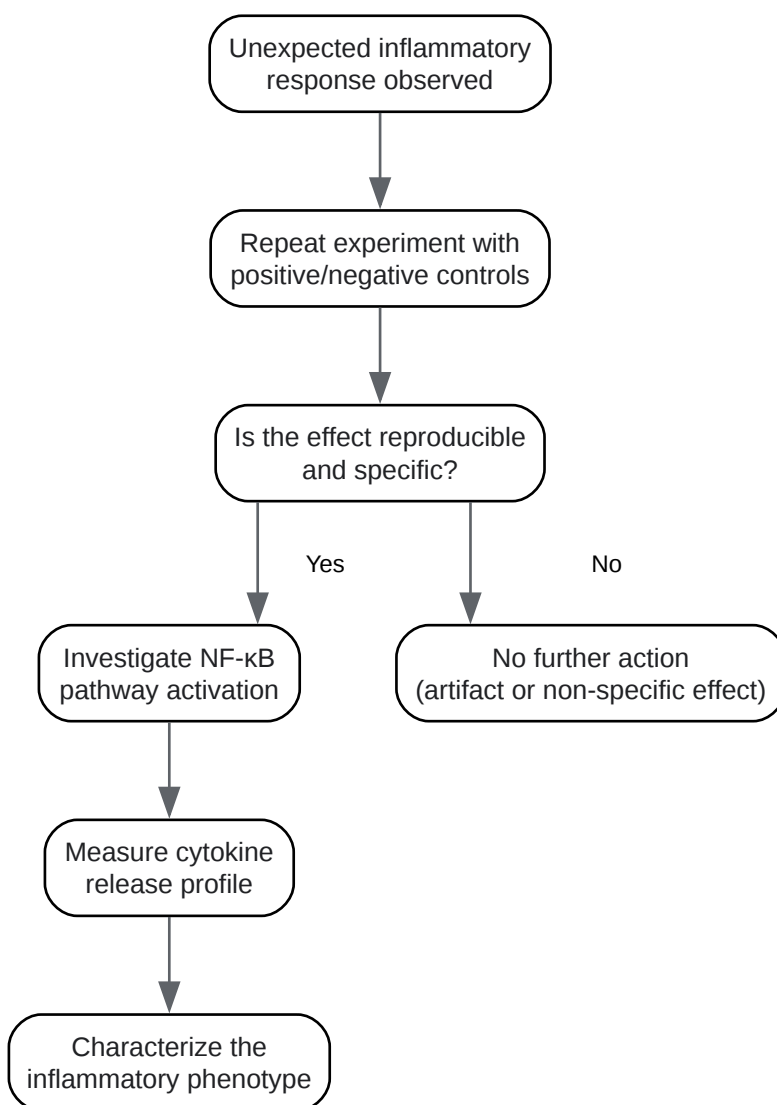 Unexpected inflammatory
response observed
Repeat experiment with
positive/negative controls
Is the effect reproducible
and specific?
Yes
No
Investigate NF-κB
pathway activation
No further action
(artifact or non-specific effect)
Measure cytokine
release profile
Characterize the
inflammatory phenotype